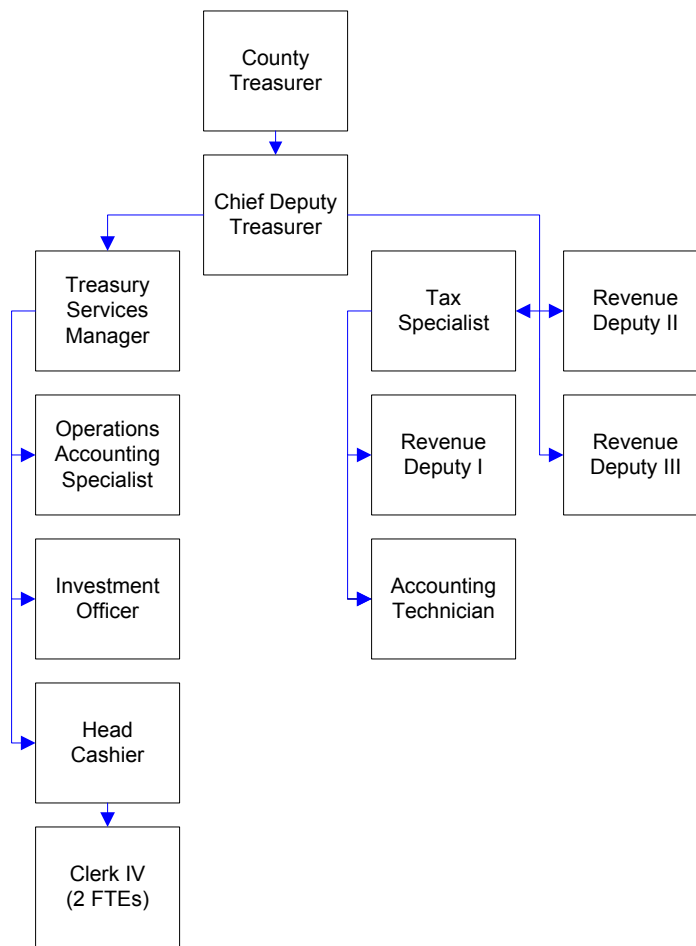 County
Treasurer
Chief Deputy
Treasurer
Treasury
Services
Manager
Tax
Specialist
Revenue
Deputy II
Operations
Accounting
Specialist
Revenue
Deputy I
Revenue
Deputy III
Investment
Officer
Accounting
Technician
Head
Cashier
Clerk IV
(2 FTEs)